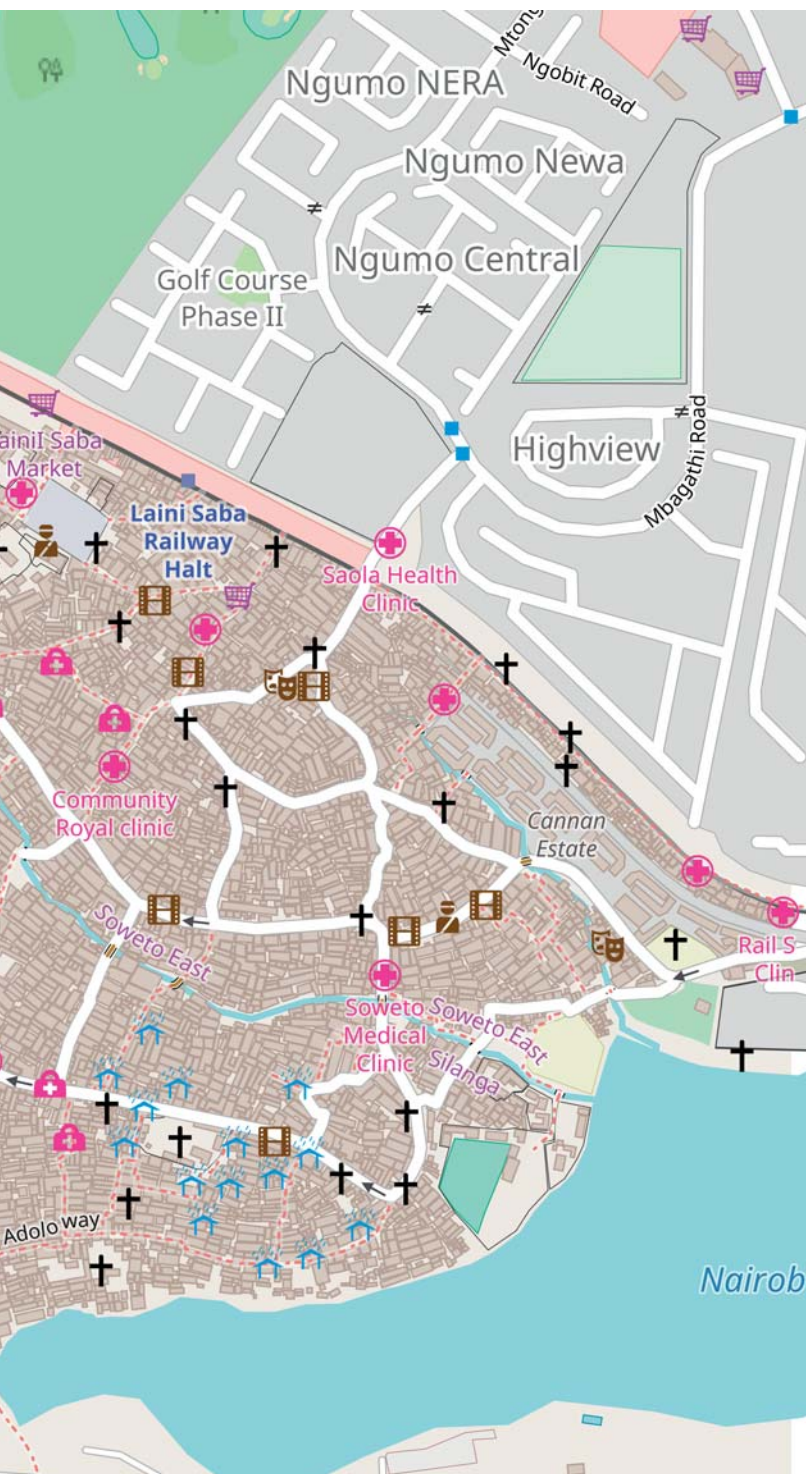 Mtong
Ngobit Road
Ngumo NERA
Ngumo Newa
Ngumo Central
Golf Course
Phase II
Highview
Mbagathi Road
ainiI Saba
Market
Laini Saba
Railway
Halt
Saola Health
Clinic
Community
Royal clinic
Cannan
Estate
Soweto East
Rail S
Clin
Soweto
Medical
Clinic
Soweto East
Silanga
Adolo way
Nairob